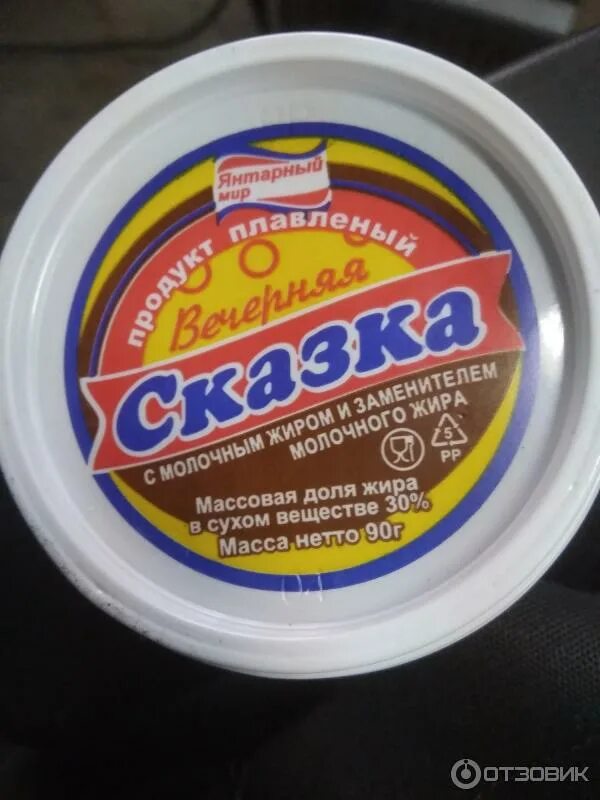 Янтарный
мир
продукт плавленый
Вечерняя
Сказка
С МОЛОЧНЫМ ЖИРОМ И ЗАМЕНИТЕЛЕМ
МОЛОЧНОГО ЖИРА
5
PP
Массовая доля жира
в сухом веществе 30%
Масса нетто 90г
ОТЗОВИК